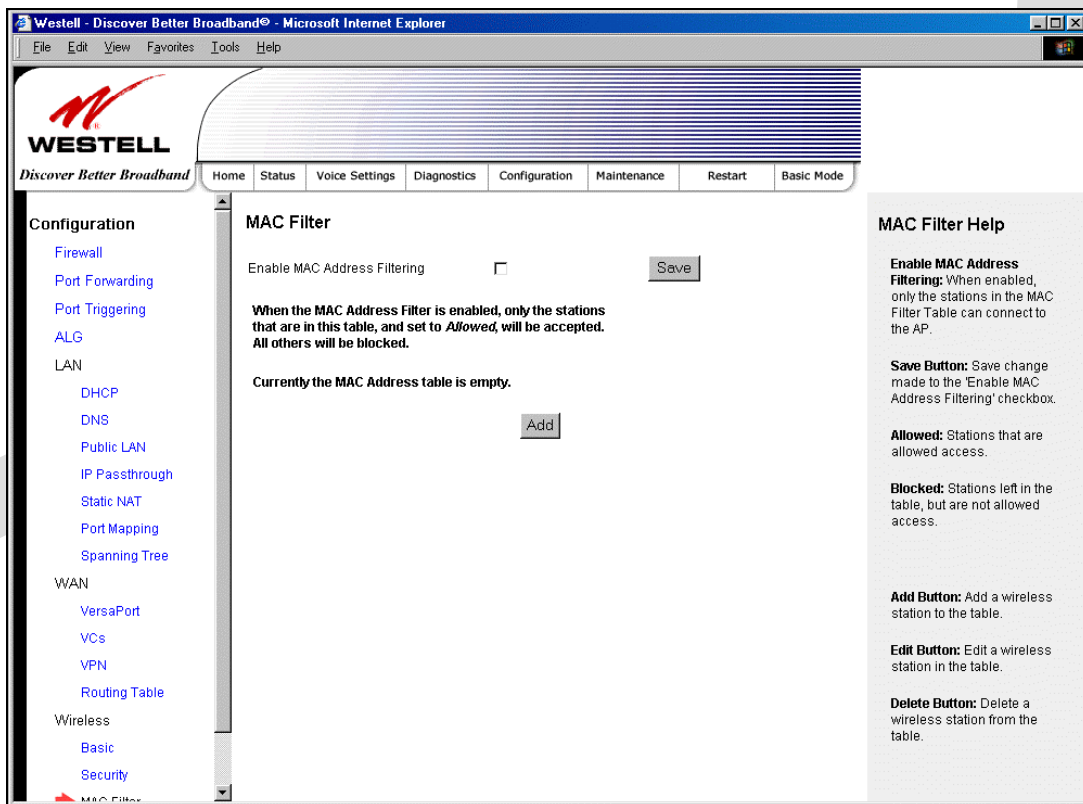 Westell - Discover Better Broadband® - Microsoft Internet Explorer
File Edit View Favorites Tools Help
WESTELL
Discover Better Broadband
Home Status Voice Settings Diagnostics Configuration Maintenance Restart Basic Mode
Configuration
Firewall
Port Forwarding
Port Triggering
ALG
LAN
DHCP
DNS
Public LAN
IP Passthrough
Static NAT
Port Mapping
Spanning Tree
WAN
VersaPort
VCs
VPN
Routing Table
Wireless
Basic
Security
MAC Filter
MAC Filter
Enable MAC Address Filtering
Save
When the MAC Address Filter is enabled, only the stations
that are in this table, and set to Allowed, will be accepted.
All others will be blocked.
Currently the MAC Address table is empty.
Add
MAC Filter Help
Enable MAC Address
Filtering: When enabled,
only the stations in the MAC
Filter Table can connect to
the AP.
Save Button: Save change
made to the 'Enable MAC
Address Filtering' checkbox.
Allowed: Stations that are
allowed access.
Blocked: Stations left in the
table, but are not allowed
access.
Add Button: Add a wireless
station to the table.
Edit Button: Edit a wireless
station in the table.
Delete Button: Delete a
wireless station from the
table.